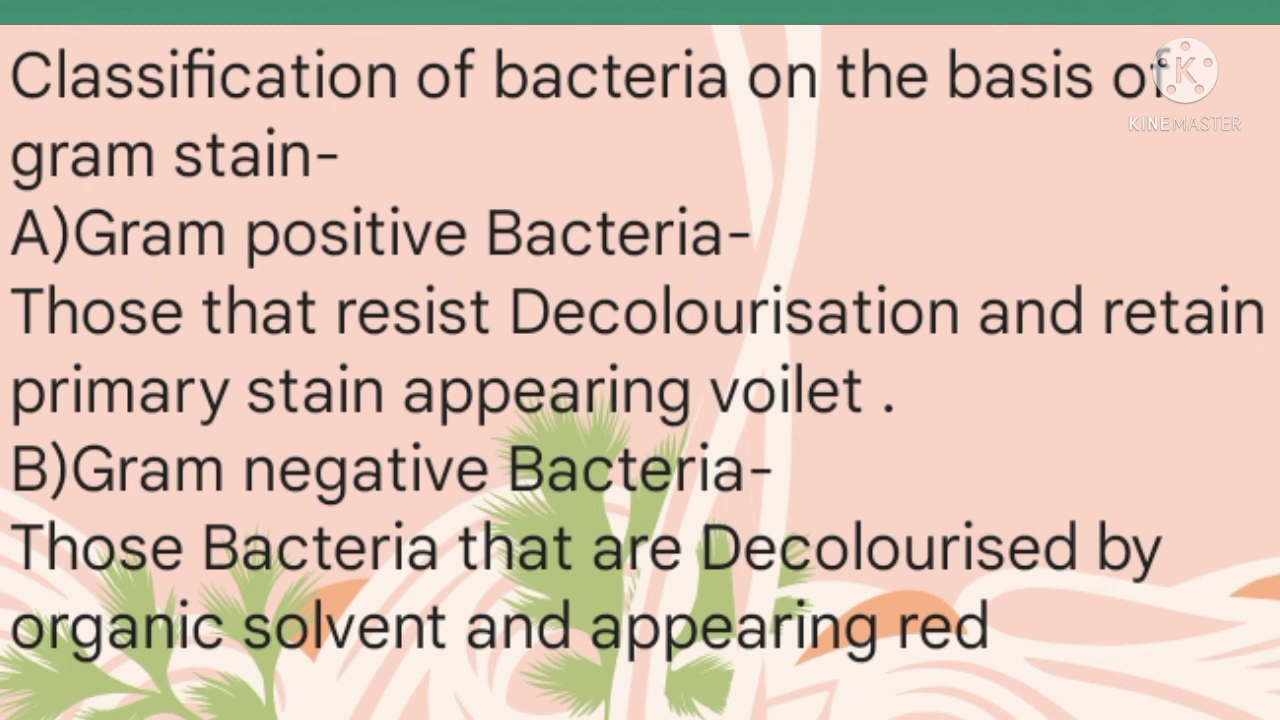 Classification of bacteria on the basis of
gram stain-
A)Gram positive Bacteria-
Those that resist Decolourisation and retain
primary stain appearing voilet .
B)Gram negative Bacteria-
Those Bacteria that are Decolourised by
organic solvent and appearing red
K
KINEMASTER